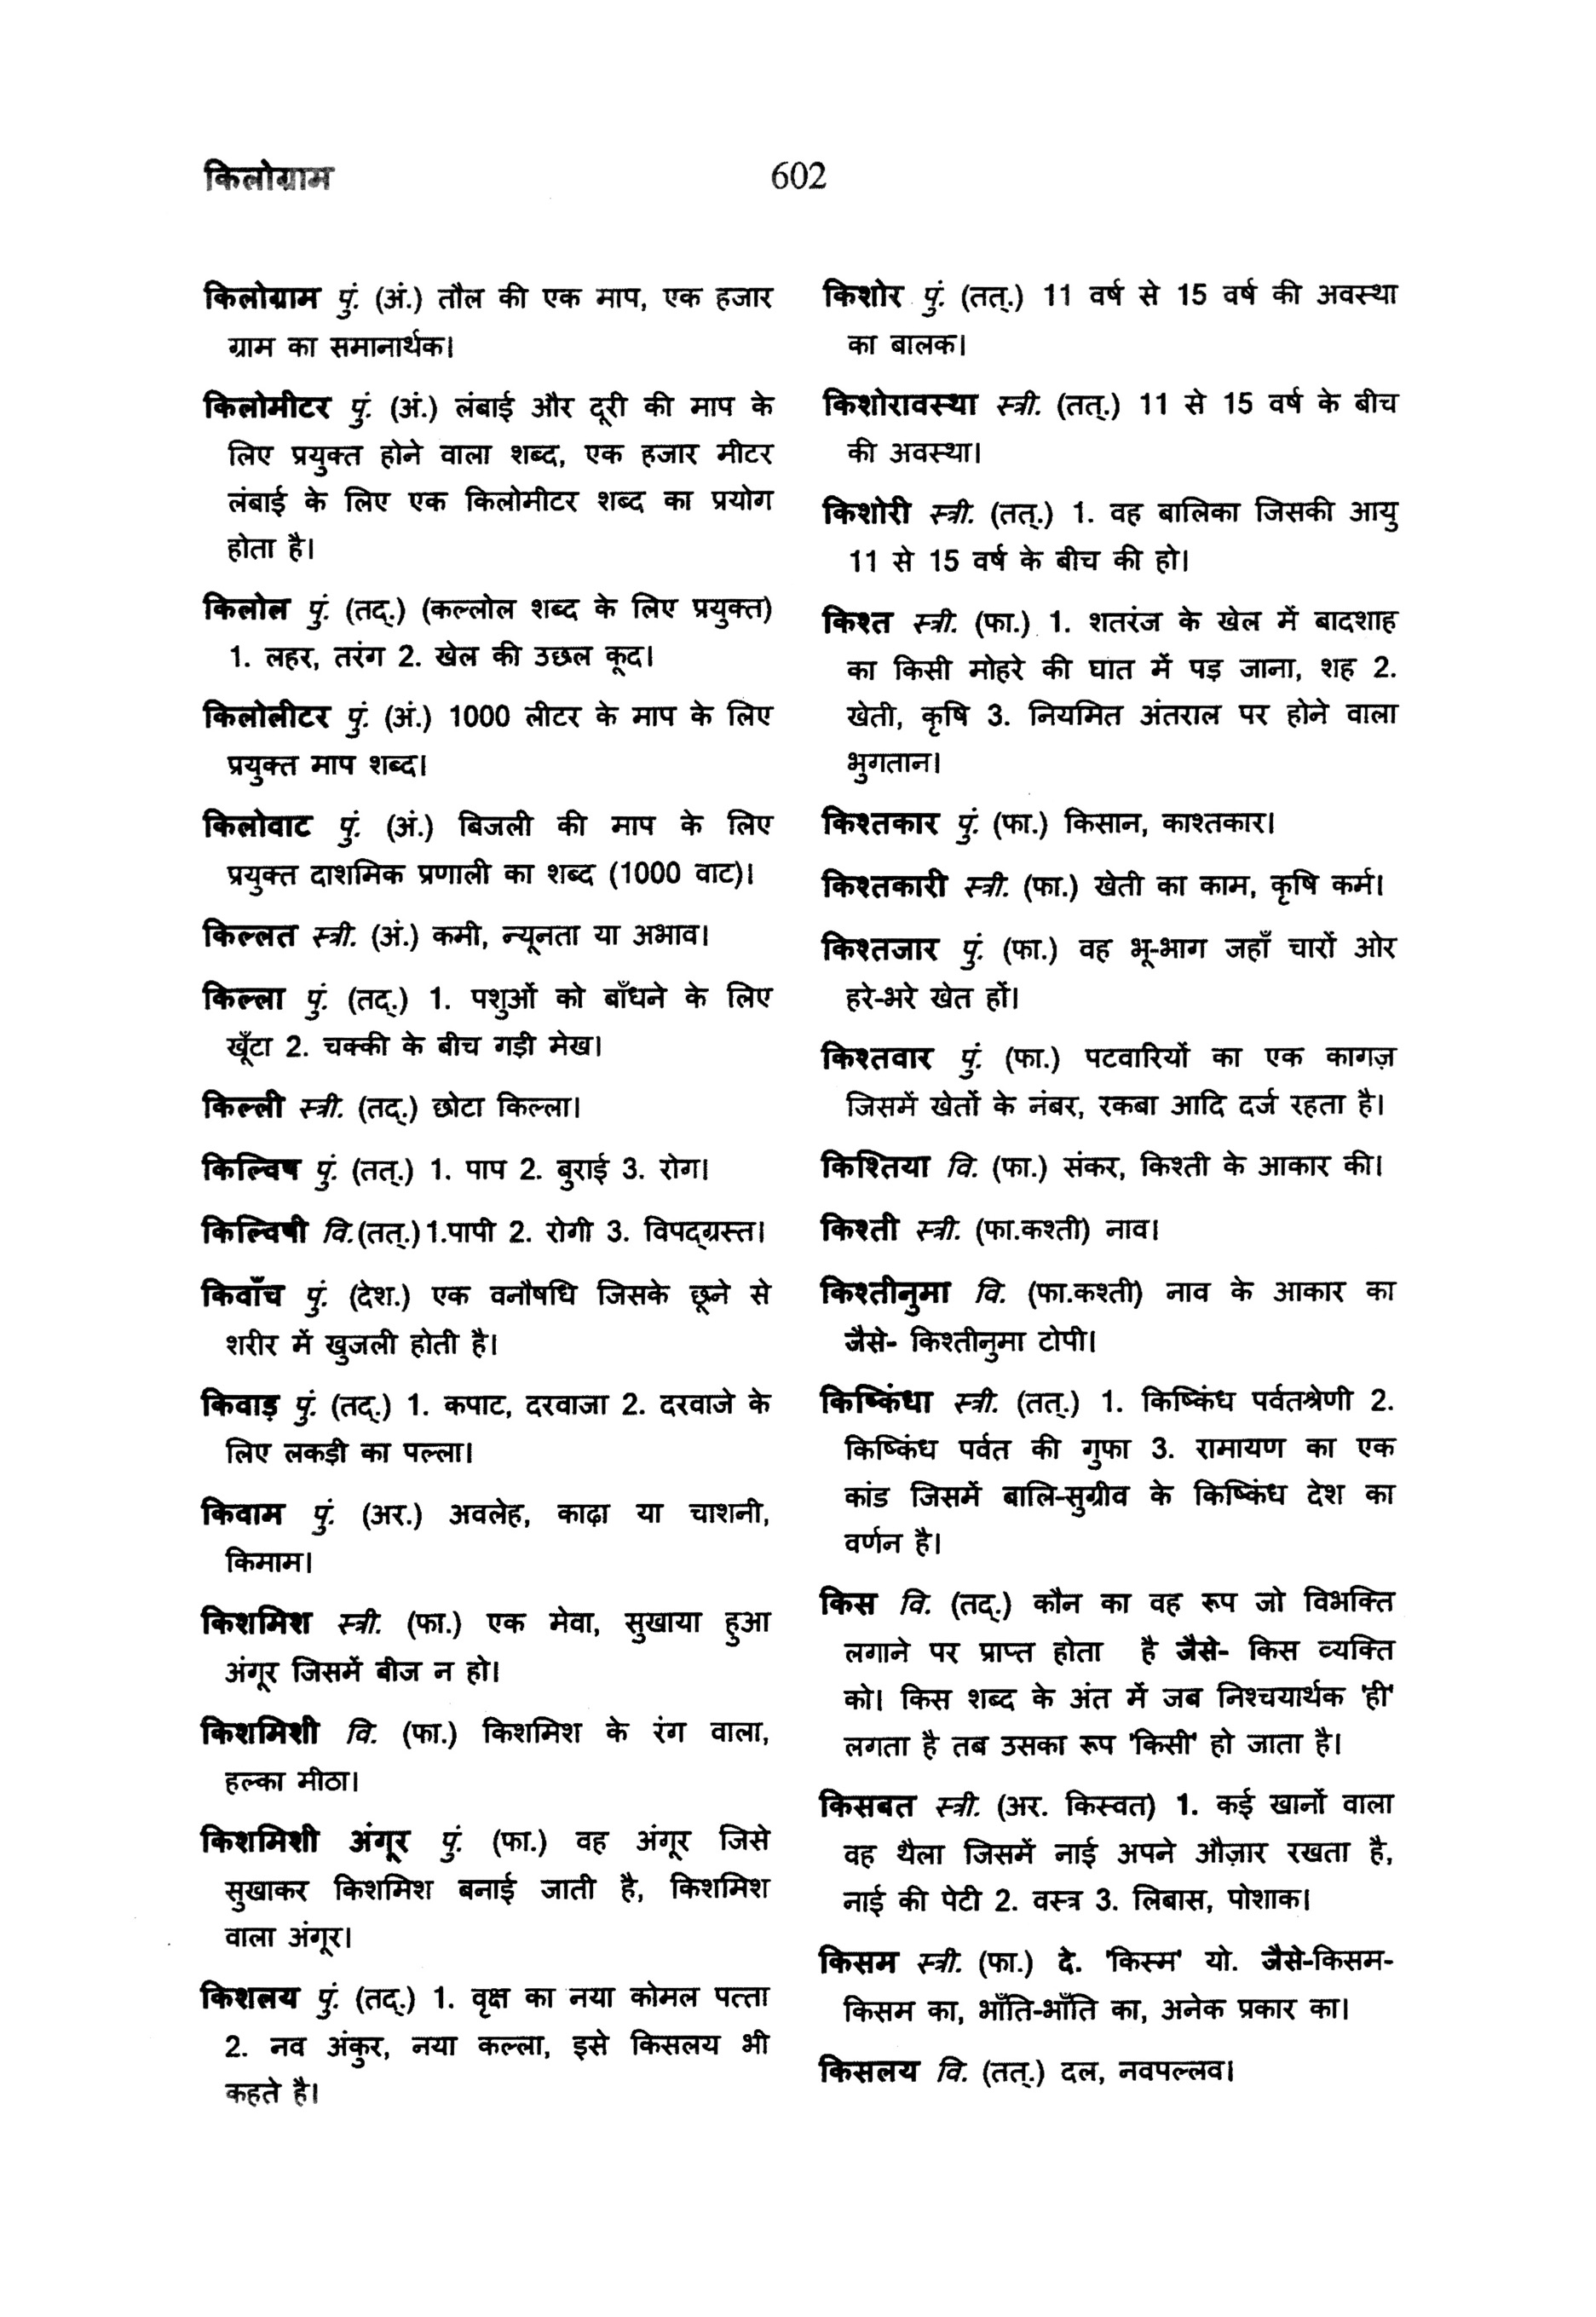 किलोग्राम
602
किलोग्राम पुं. (अं.) तौल की एक माप, एक हजार
ग्राम का समानार्थक।
किलोमीटर पुं. (अं.) लंबाई और दूरी की माप के
लिए प्रयुक्त होने वाला शब्द, एक हजार मीटर
लंबाई के लिए एक किलोमीटर शब्द का प्रयोग
होता है।
किलोल पुं. (तद्.) (कल्लोल शब्द के लिए प्रयुक्त)
1. लहर, तरंग 2. खेल की उछल कूद।
किलोलीटर पुं. (अं.) 1000 लीटर के माप के लिए
प्रयुक्त माप शब्द।
किलोवाट पुं. (अं.) बिजली की माप के लिए
प्रयुक्त दाशमिक प्रणाली का शब्द (1000 वाट)।
किल्लत स्त्री. (अं.) कमी, न्यूनता या अभाव।
किल्ला पुं. (तद्.) 1. पशुओं को बाँधने के लिए
खूँटा 2. चक्की के बीच गड़ी मेख।
किल्ली स्त्री. (तद्.) छोटा किल्ला।
किल्विष पुं. (तत्.) 1. पाप 2. बुराई 3. रोग।
किल्विषी वि.(तत्.)1.पापी 2. रोगी 3. विपद्ग्रस्त।
किवाँच पुं. (देश.) एक वनौषधि जिसके छूने से
शरीर में खुजली होती है।
किवाड़ पुं. (तद्.) 1. कपाट, दरवाजा 2. दरवाजे के
लिए लकड़ी का पल्ला।
किवाम पुं. (अर.) अवलेह, काढ़ा या चाशनी,
किमाम।
किशमिश स्त्री. (फा.) एक मेवा, सुखाया हुआ
अंगूर जिसमें बीज न हो।
किशमिशी वि. (फा.) किशमिश के रंग वाला,
हल्का मीठा।
किशमिशी अंगूर पुं. (फा.) वह अंगूर जिसे
सुखाकर किशमिश बनाई जाती है, किशमिश
वाला अंगूर।
किशलय पुं. (तद्.) 1. वृक्ष का नया कोमल पत्ता
2. नव अंकुर, नया कल्ला, इसे किसलय भी
कहते है।
किशोर पुं. (तत्.) 11 वर्ष से 15 वर्ष की अवस्था
का बालक।
किशोरावस्था स्त्री. (तत्.) 11 से 15 वर्ष के बीच
की अवस्था।
किशोरी स्त्री. (तत्.) 1. वह बालिका जिसकी आयु
11 से 15 वर्ष के बीच की हो।
किश्त स्त्री. (फा.) 1. शतरंज के खेल में बादशाह
का किसी मोहरे की घात में पड़ जाना, शह 2.
खेती, कृषि 3. नियमित अंतराल पर होने वाला
भुगतान।
किश्तकार पुं. (फा.) किसान, काश्तकार।
किश्तकारी स्त्री. (फा.) खेती का काम, कृषि कर्म।
किश्तजार पुं. (फा.) वह भू-भाग जहाँ चारों ओर
हरे-भरे खेत हों।
किश्तवार पुं. (फा.) पटवारियों का एक कागज़
जिसमें खेतों के नंबर, रकबा आदि दर्ज रहता है।
किश्तिया वि. (फा.) संकर, किश्ती के आकार की।
किश्ती स्त्री. (फा.कश्ती) नाव।
किश्तीनुमा वि. (फा.कश्ती) नाव के आकार का
जैसे- किश्तीनुमा टोपी।
किष्किंधा स्त्री. (तत्.) 1. किष्किंध पर्वतश्रेणी 2.
किष्किंध पर्वत की गुफा 3. रामायण का एक
कांड जिसमें बालि-सुग्रीव के किष्किंध देश का
वर्णन है।
किस वि. (तद्.) कौन का वह रूप जो विभक्ति
लगाने पर प्राप्त होता है जैसे- किस व्यक्ति
को। किस शब्द के अंत में जब निश्चयार्थक 'ही'
लगता है तब उसका रूप 'किसी' हो जाता है।
किसबत स्त्री. (अर. किस्वत) 1. कई खानों वाला
वह थैला जिसमें नाई अपने औज़ार रखता है,
नाई की पेटी 2. वस्त्र 3. लिबास, पोशाक।
किसम स्त्री. (फा.) दे. 'किस्म' यो. जैसे-किसम-
किसम का, भाँति-भाँति का, अनेक प्रकार का।
किसलय वि. (तत्.) दल, नवपल्लव।